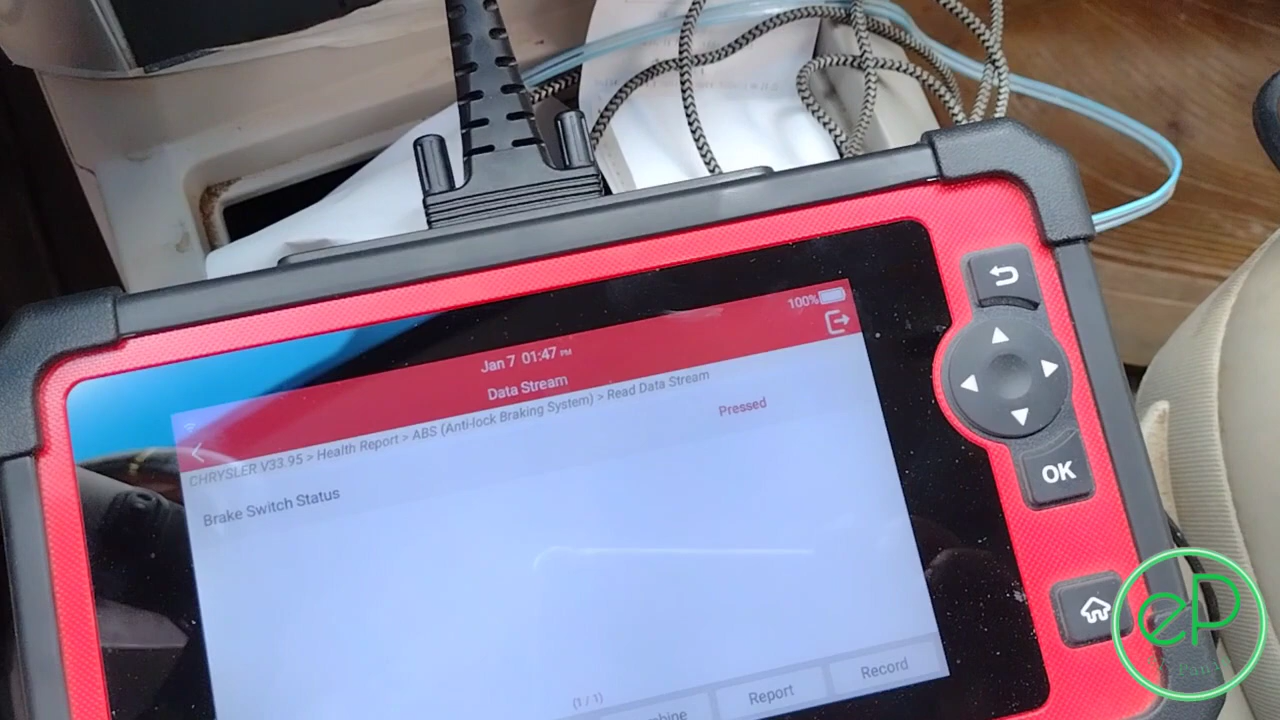 100%
Jan 7 01:47 PM
Data Stream
CHRYSLER V33.95 > Health Report > ABS (Anti-lock Braking System) > Read Data Stream
Brake Switch Status Pressed
(1 / 1)
Report Record
OK
eP